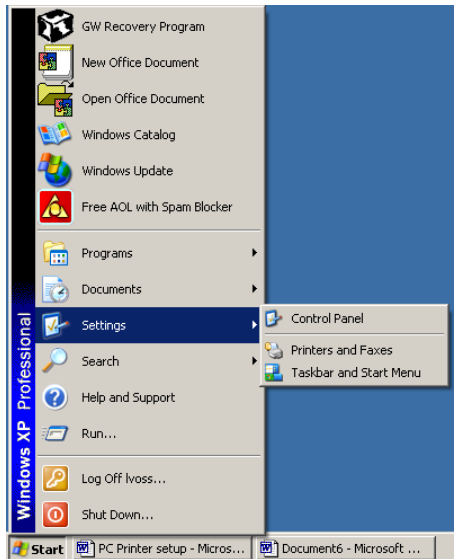 GW Recovery Program
New Office Document
Open Office Document
Windows Catalog
Windows Update
Free AOL with Spam Blocker
Programs
Documents
Settings
Search
Help and Support
Run...
Log Off lvoss...
Shut Down...
Windows XP Professional
Control Panel
Printers and Faxes
Taskbar and Start Menu
Start
PC Printer setup - Micros...
Document6 - Microsoft ...